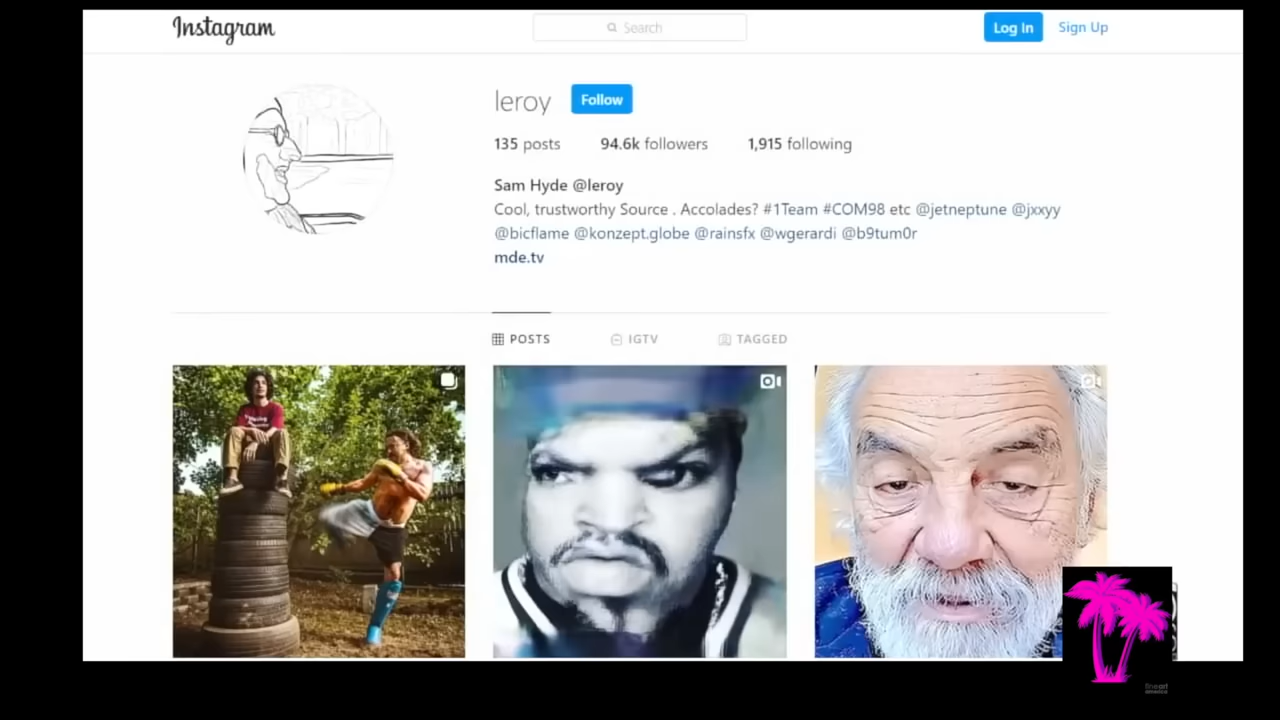 Instagram
Search
Log In
Sign Up
leroy
Follow
135 posts 94.6k followers 1,915 following
Sam Hyde @leroy
Cool, trustworthy Source . Accolades? #1Team #COM98 etc @jetneptune @jxxyy
@bicflame @konzept.globe @rainsfx @wgerardi @b9tum0r
mde.tv
POSTS IGTV TAGGED
fineart
america